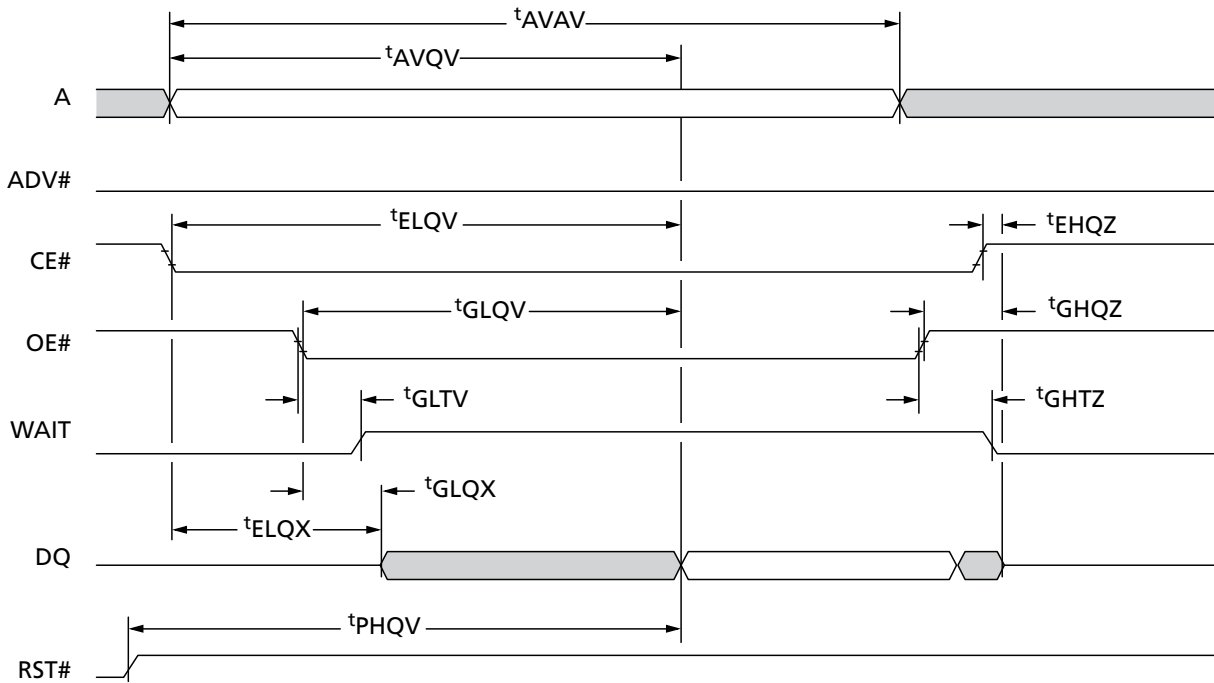 tAVAV
tAVQV
A
ADV#
tELQV
tEHQZ
CE#
tGLQV
tGHQZ
OE#
tGLTV
tGHTZ
WAIT
tGLQX
tELQX
DQ
tPHQV
RST#